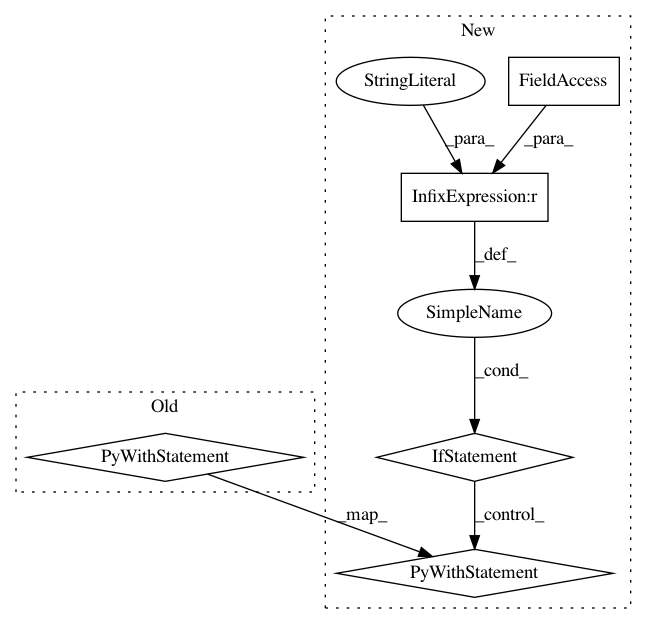 New
StringLiteral
FieldAccess
_para_
_para_
InfixExpression:r
_def_
SimpleName
_cond_
Old
PyWithStatement
IfStatement
_map_
_control_
PyWithStatement